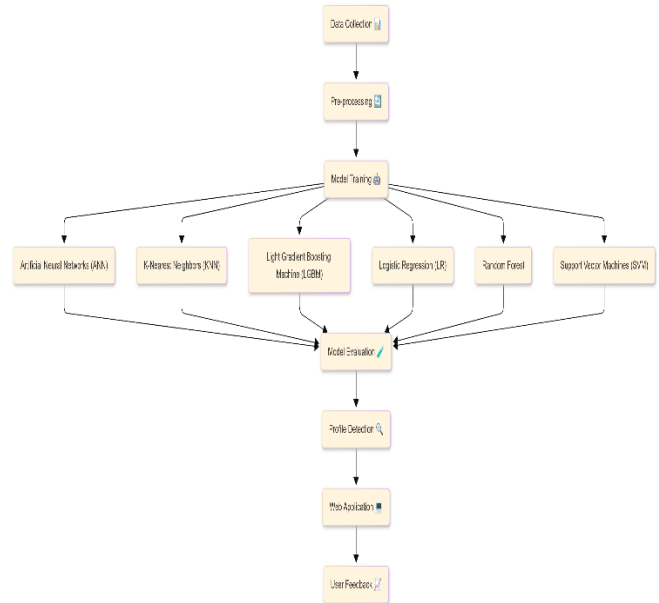 Data Collection 📊
Pre-processing 🔄
Model Training 🤖
Artificial Neural Networks (ANN)
K-Nearest Neighbors (KNN)
Light Gradient Boosting
Machine (LGBM)
Logistic Regression (LR)
Random Forest
Support Vector Machines (SVM)
Model Evaluation 🧪
Profile Detection 🔍
Web Application 💻
User Feedback 📈